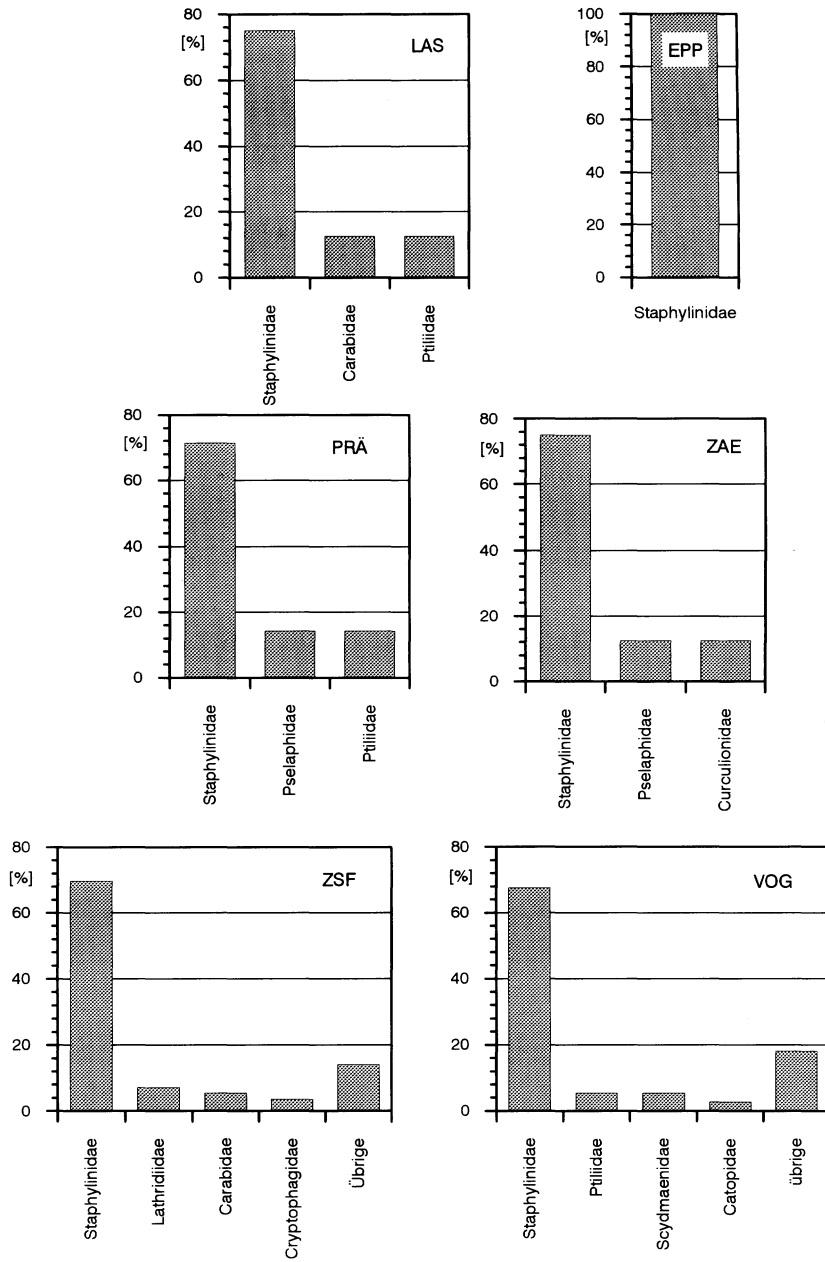 80
[%]
LAS
60
40
20
0
Staphylinidae
Carabidae
Ptiliidae
100
[%]
EPP
80
60
40
20
0
Staphylinidae
80
[%]
PRÄ
60
40
20
0
Staphylinidae
Pselaphidae
Ptiliidae
80
[%]
ZAE
60
40
20
0
Staphylinidae
Pselaphidae
Curculionidae
80
[%]
ZSF
60
40
20
0
Staphylinidae
Lathridiidae
Carabidae
Cryptophagidae
Übrige
80
[%]
VOG
60
40
20
0
Staphylinidae
Ptiliidae
Scydmaenidae
Catopidae
übrige